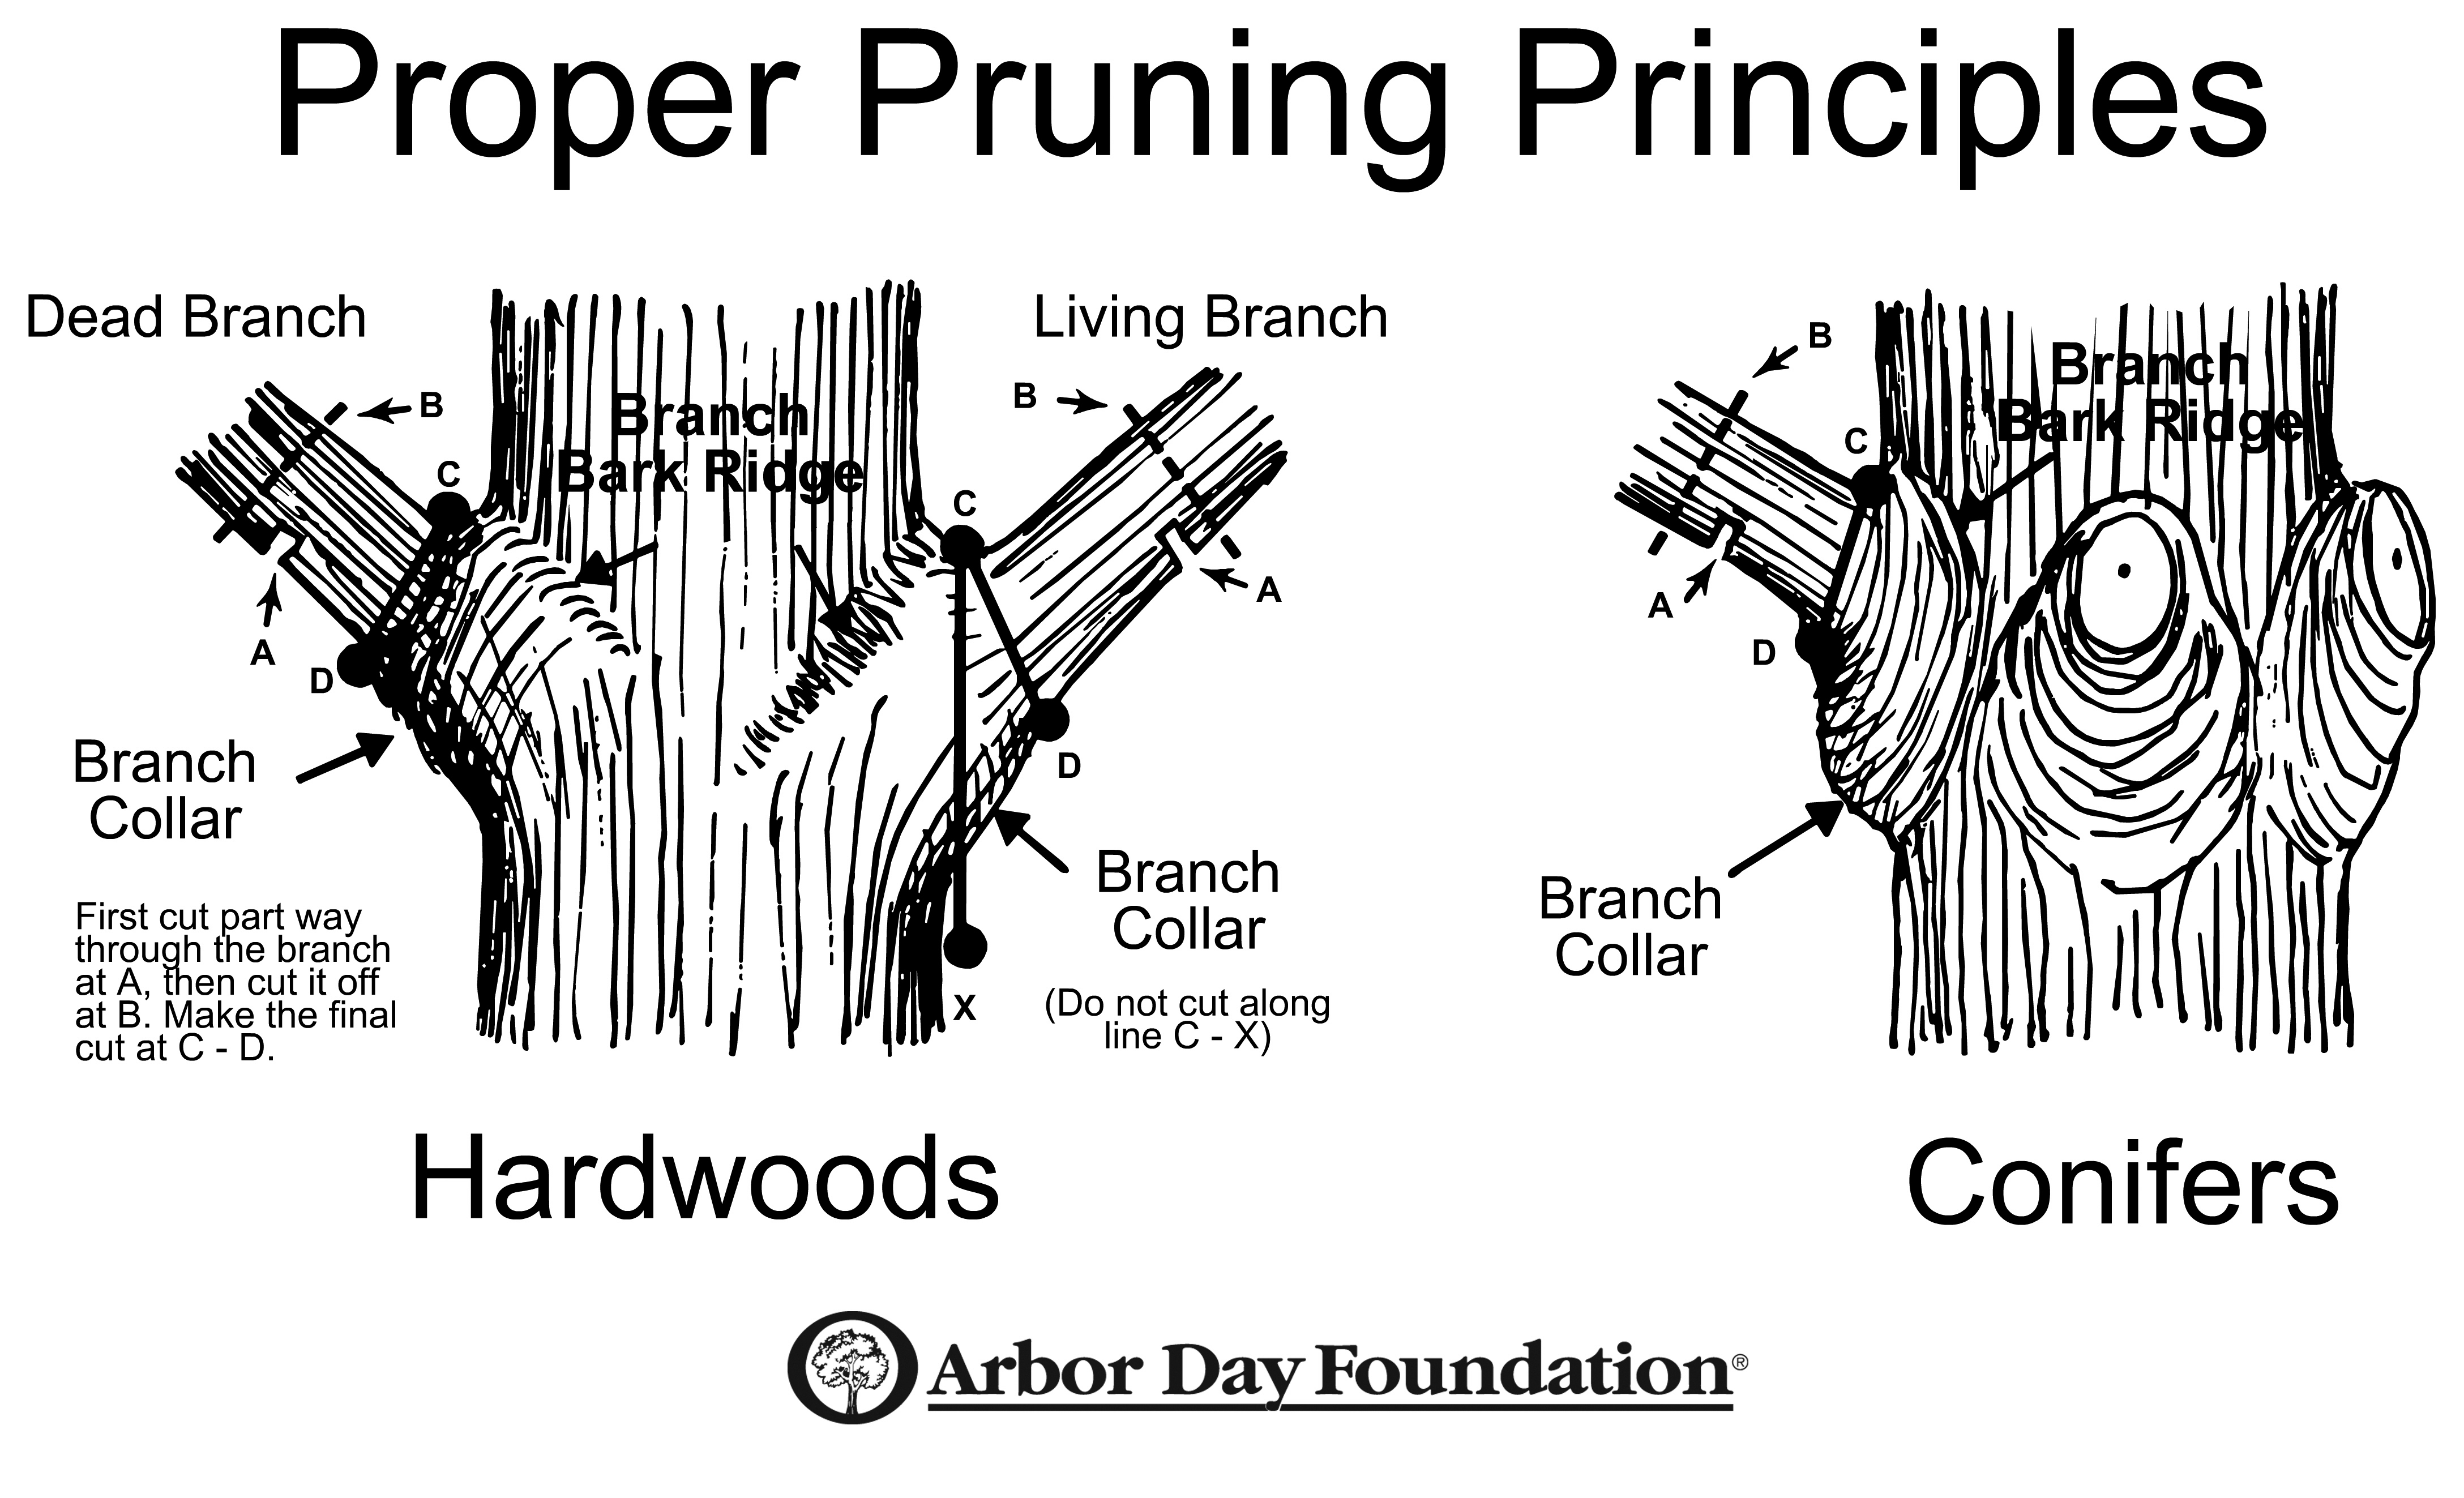 Proper Pruning Principles
Dead Branch
B
C
A
D
Branch
Collar
First cut part way
through the branch
at A, then cut it off
at B. Make the final
cut at C - D.
Branch
Bark Ridge
Living Branch
B
C
A
D
Branch
Collar
X
(Do not cut along
line C - X)
Hardwoods
B
C
A
D
Branch
Bark Ridge
Branch
Collar
Conifers
Arbor Day Foundation®